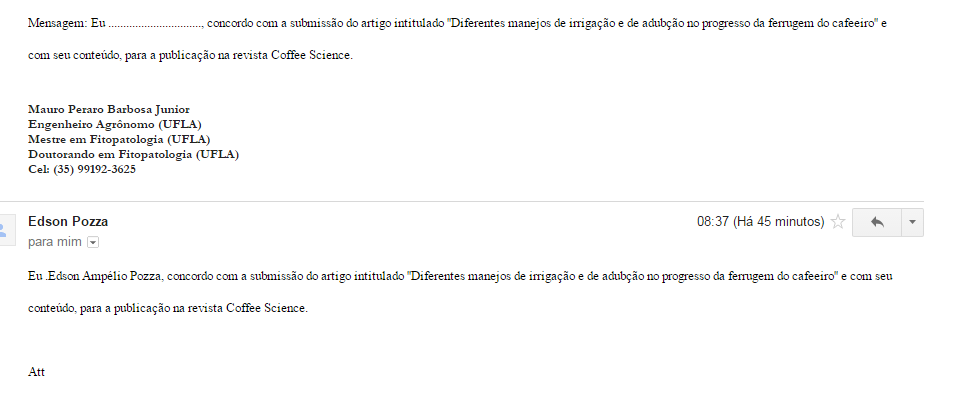 Mensagem: Eu ..............................., concordo com a submissão do artigo intitulado "Diferentes manejos de irrigação e de adubção no progresso da ferrugem do cafeeiro" e
com seu conteúdo, para a publicação na revista Coffee Science.
Mauro Peraro Barbosa Junior
Engenheiro Agrônomo (UFLA)
Mestre em Fitopatologia (UFLA)
Doutorando em Fitopatologia (UFLA)
Cel: (35) 99192-3625
Edson Pozza 08:37 (Há 45 minutos)
para mim
Eu .Edson Ampélio Pozza, concordo com a submissão do artigo intitulado "Diferentes manejos de irrigação e de adubção no progresso da ferrugem do cafeeiro" e com seu
conteúdo, para a publicação na revista Coffee Science.
Att